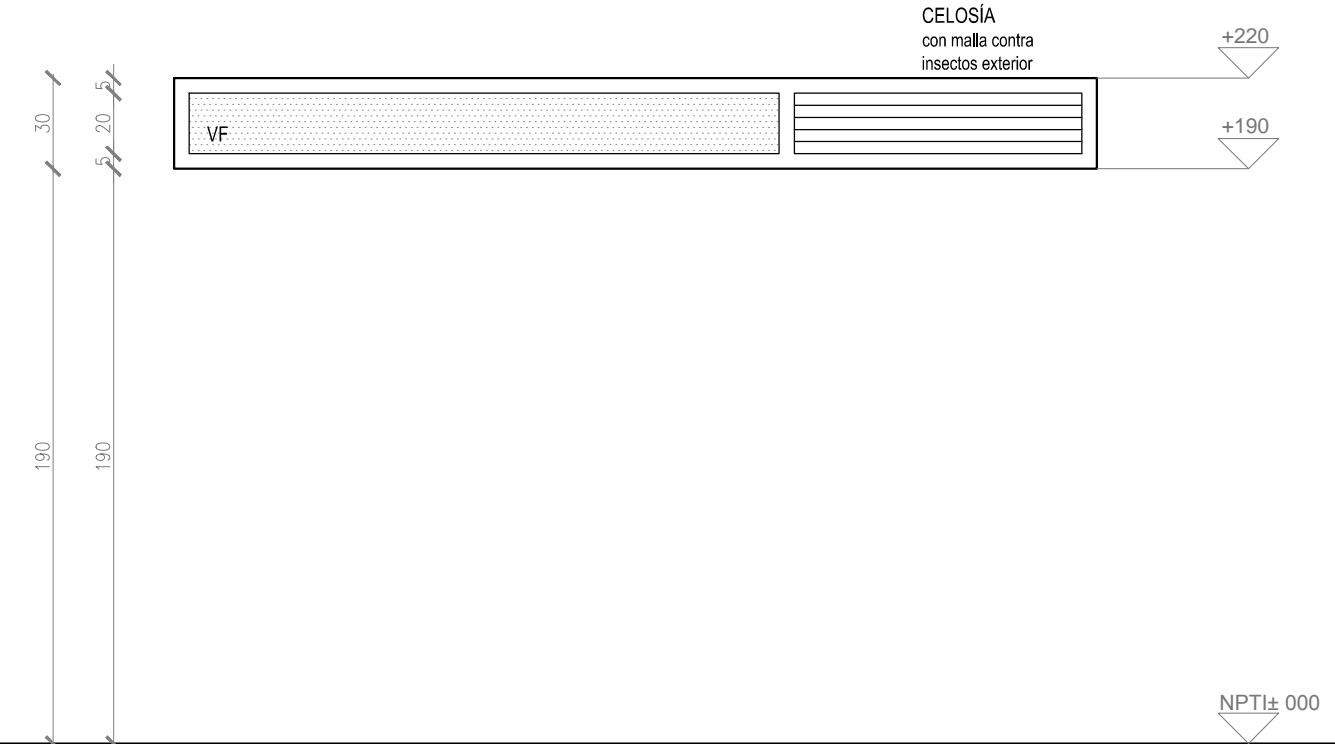 CELOSÍA
con malla contra
insectos exterior
+220
5
30
20
VF
+190
5
190
190
NPTI± 000